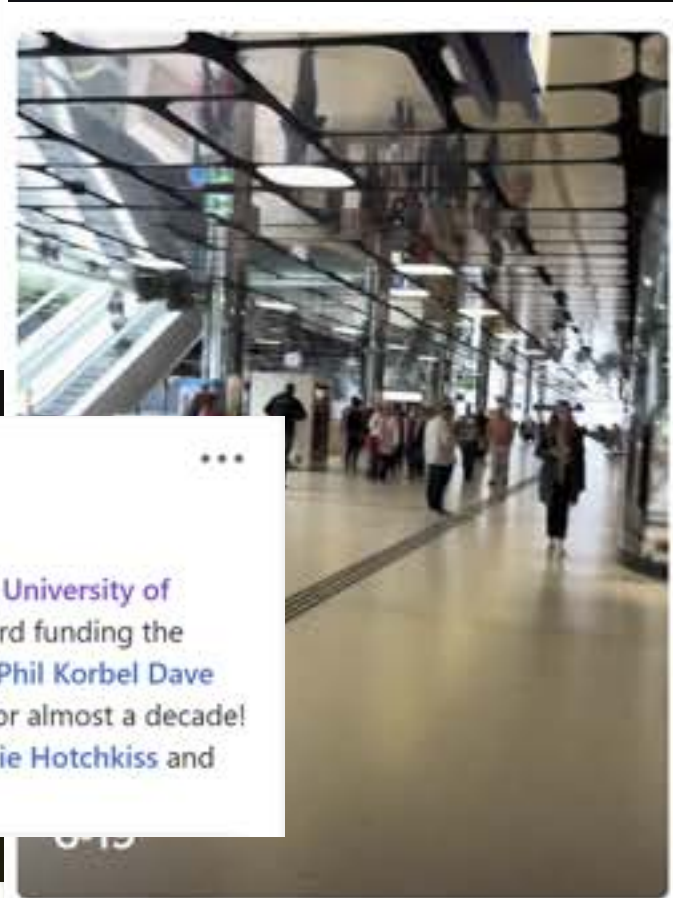 •••
University of
rd funding the
Phil Korbel Dave
or almost a decade!
ie Hotchkiss and